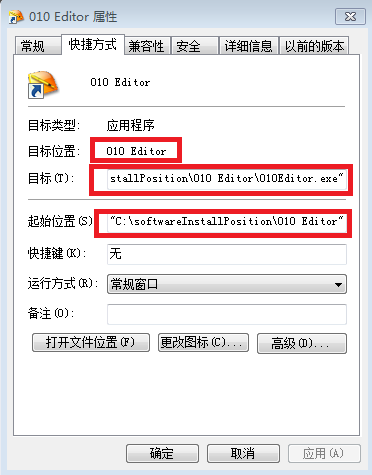 010 Editor 属性
常规
快捷方式
兼容性
安全
详细信息
以前的版本
010 Editor
目标类型: 应用程序
目标位置: 010 Editor
目标(T): stallPosition\010 Editor\010Editor.exe"
起始位置(S) "C:\softwareInstallPosition\010 Editor"
快捷键(K): 无
运行方式(R): 常规窗口
备注(O):
打开文件位置(F) 更改图标(C)... 高级(D)...
确定 取消 应用(A)